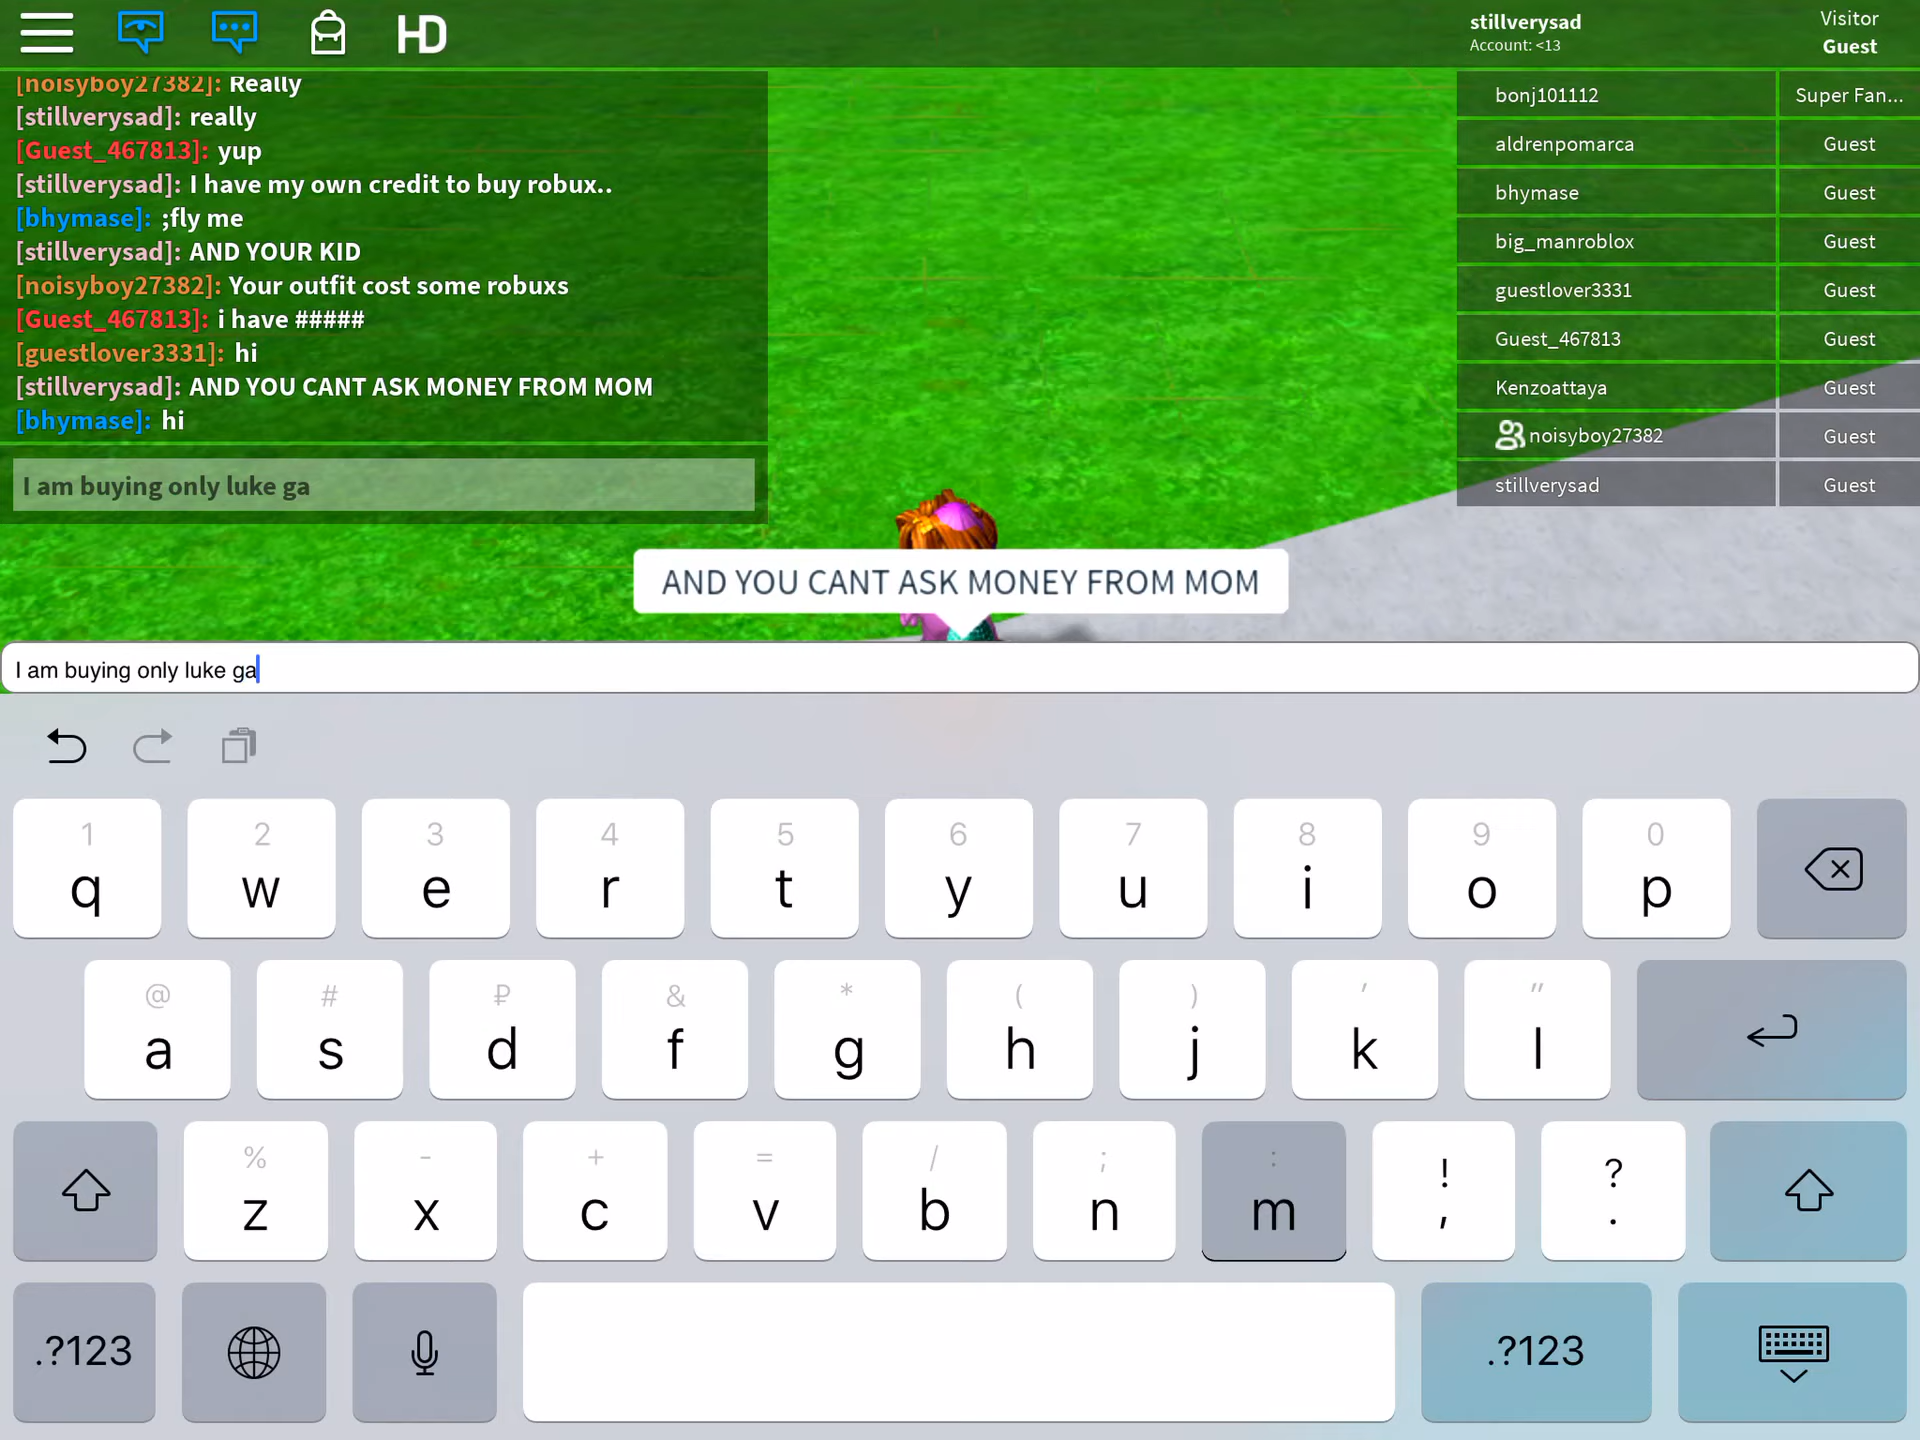 HD
stillverysad
Account: <13
Visitor
Guest
[noisyboy27382]: Really
[stillverysad]: really
[Guest_467813]: yup
[stillverysad]: I have my own credit to buy robux..
[bhymase]: ;fly me
[stillverysad]: AND YOUR KID
[noisyboy27382]: Your outfit cost some robuxs
[Guest_467813]: i have #####
[guestlover3331]: hi
[stillverysad]: AND YOU CANT ASK MONEY FROM MOM
[bhymase]: hi
I am buying only luke ga
bonj101112 Super Fan...
aldrenpomarca Guest
bhymase Guest
big_manroblox Guest
guestlover3331 Guest
Guest_467813 Guest
Kenzoattaya Guest
noisyboy27382 Guest
stillverysad Guest
AND YOU CANT ASK MONEY FROM MOM
I am buying only luke ga
1 2 3 4 5 6 7 8 9 0
q w e r t y u i o p
@ # ₽ & * ( ) ' "
a s d f g h j k l
% - + = / ; : ! ?
z x c v b n m , .
.?123 .?123